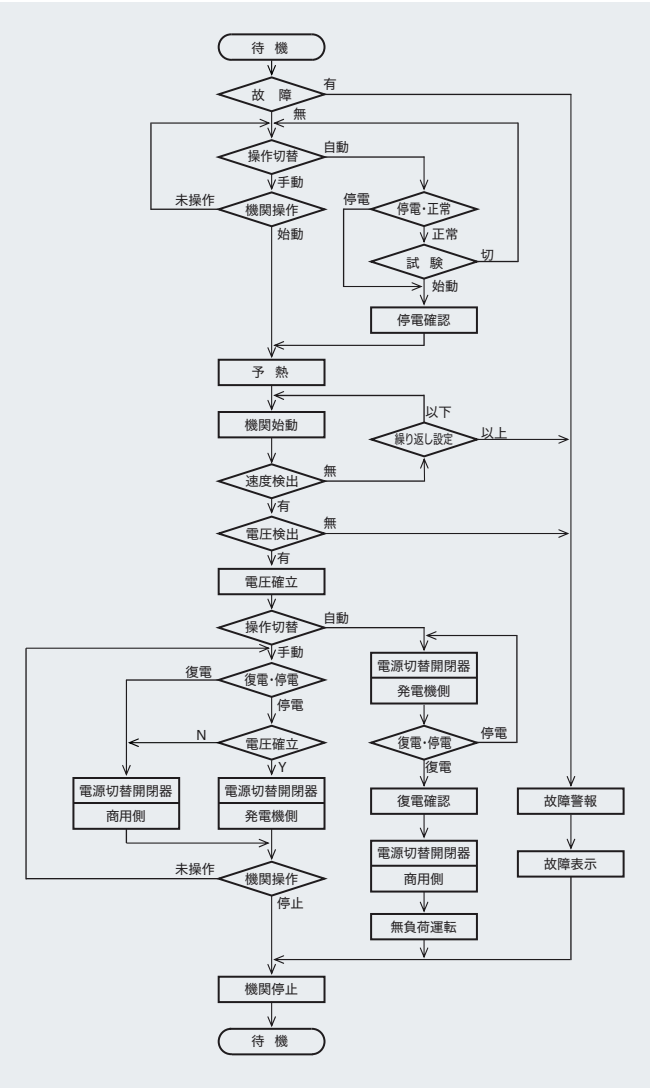 待 機
故 障
有
無
操作切替
自動
手動
未操作
機関操作
始動
停電
停電・正常
正常
試 験
切
始動
停電確認
予 熱
機関始動
以下
繰り返し設定
以上
速度検出
無
有
電圧検出
無
有
電圧確立
操作切替
自動
手動
電源切替開閉器
発電機側
復電
復電・停電
停電
N
電圧確立
Y
復電・停電
停電
復電
電源切替開閉器
商用側
電源切替開閉器
発電機側
復電確認
故障警報
電源切替開閉器
商用側
故障表示
未操作
機関操作
停止
無負荷運転
機関停止
待 機